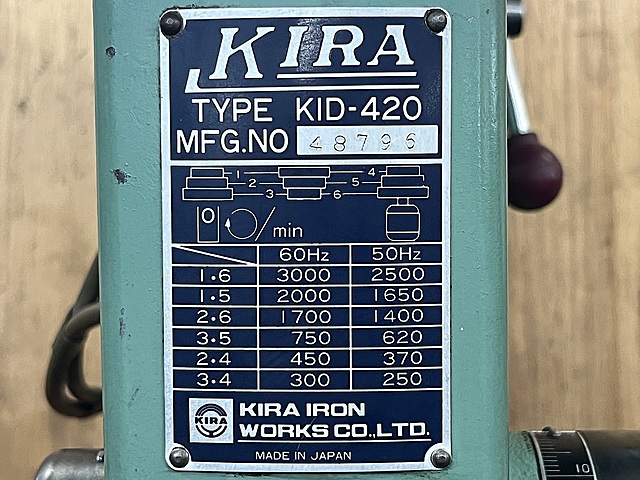 KIRA
TYPE KID-420
MFG.NO 48796
1 2 3 4 5 6
0 /min
60Hz 50Hz
1•6 3000 2500
1•5 2000 1650
2•6 1700 1400
3•5 750 620
2•4 450 370
3•4 300 250
KIRA KIRA IRON
WORKS CO.,LTD.
MADE IN JAPAN
10